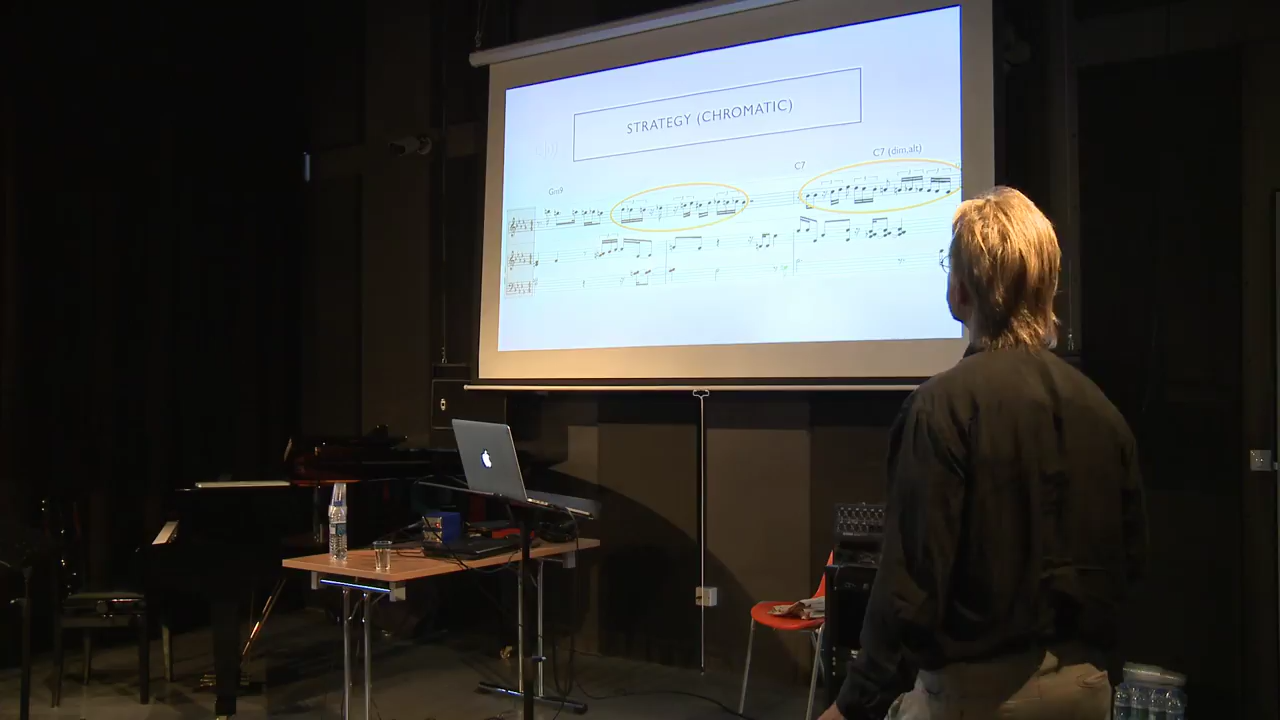 STRATEGY (CHROMATIC)
C7
C7 (dim,alt)
Gm9